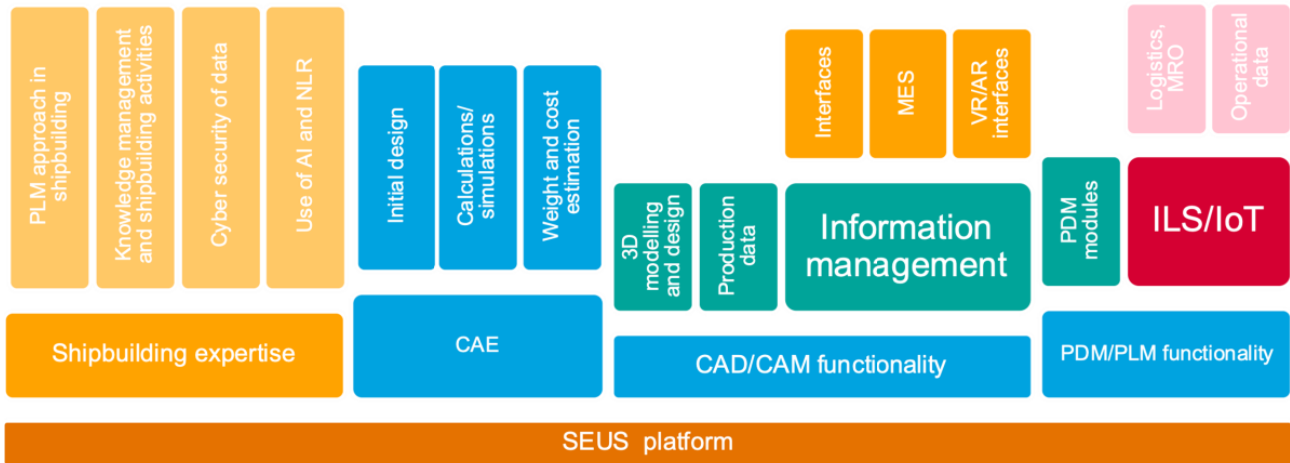 PLM approach in
shipbuilding
Knowledge management
and shipbuilding activities
Cyber security of data
Use of AI and NLR
Shipbuilding expertise
Initial design
Calculations/
simulations
Weight and cost
estimation
CAE
3D
modelling
and design
Production
data
Interfaces
MES
VR/AR
interfaces
Information
management
CAD/CAM functionality
PDM
modules
Logistics,
MRO
Operational
data
ILS/IoT
PDM/PLM functionality
SEUS platform